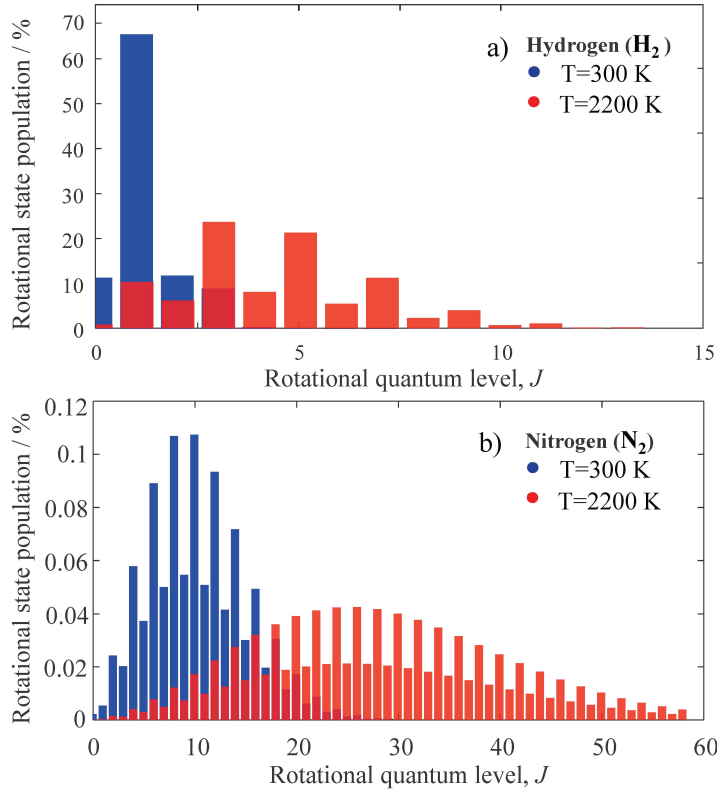 70
60
50
40
30
20
10
0
Rotational state population / %
a) Hydrogen (H₂ )
T=300 K
T=2200 K
0 5 10 15
Rotational quantum level, J
0.12
0.1
0.08
0.06
0.04
0.02
0
Rotational state population / %
b) Nitrogen (N₂)
T=300 K
T=2200 K
0 10 20 30 40 50 60
Rotational quantum level, J